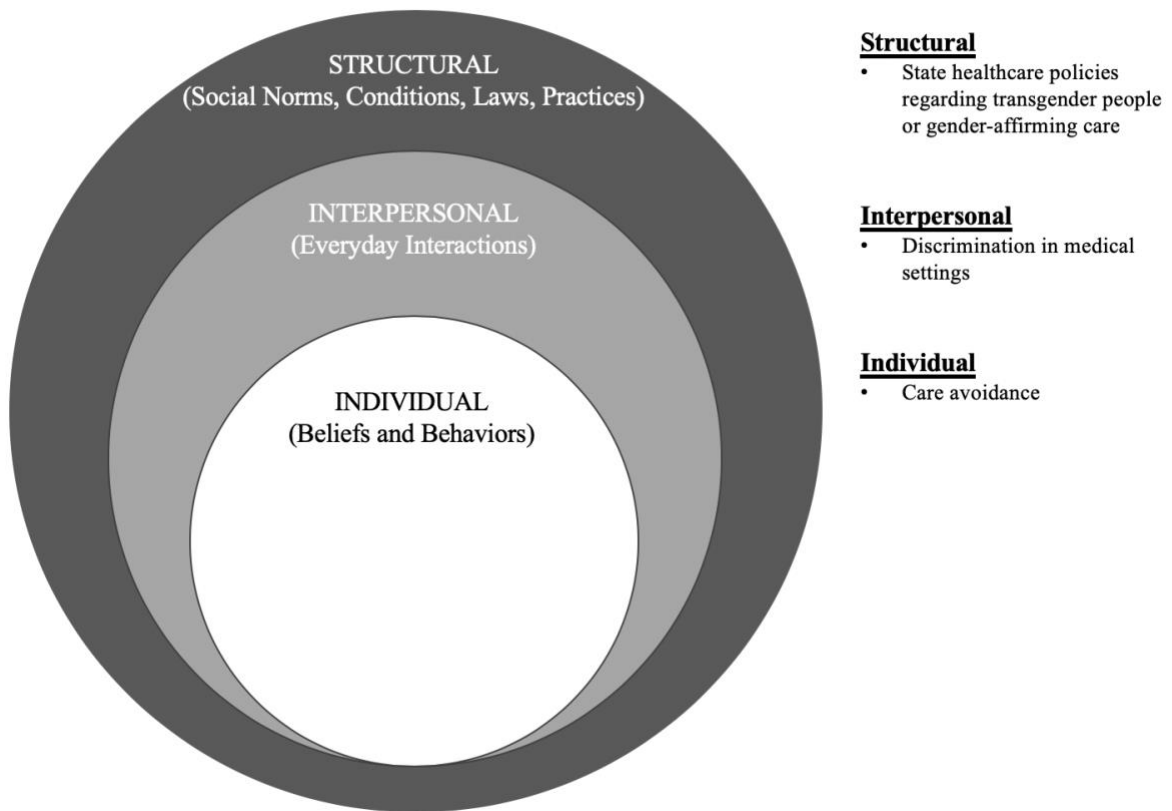 STRUCTURAL
(Social Norms, Conditions, Laws, Practices)
INTERPERSONAL
(Everyday Interactions)
INDIVIDUAL
(Beliefs and Behaviors)
Structural
• State healthcare policies
regarding transgender people
or gender-affirming care
Interpersonal
• Discrimination in medical
settings
Individual
• Care avoidance